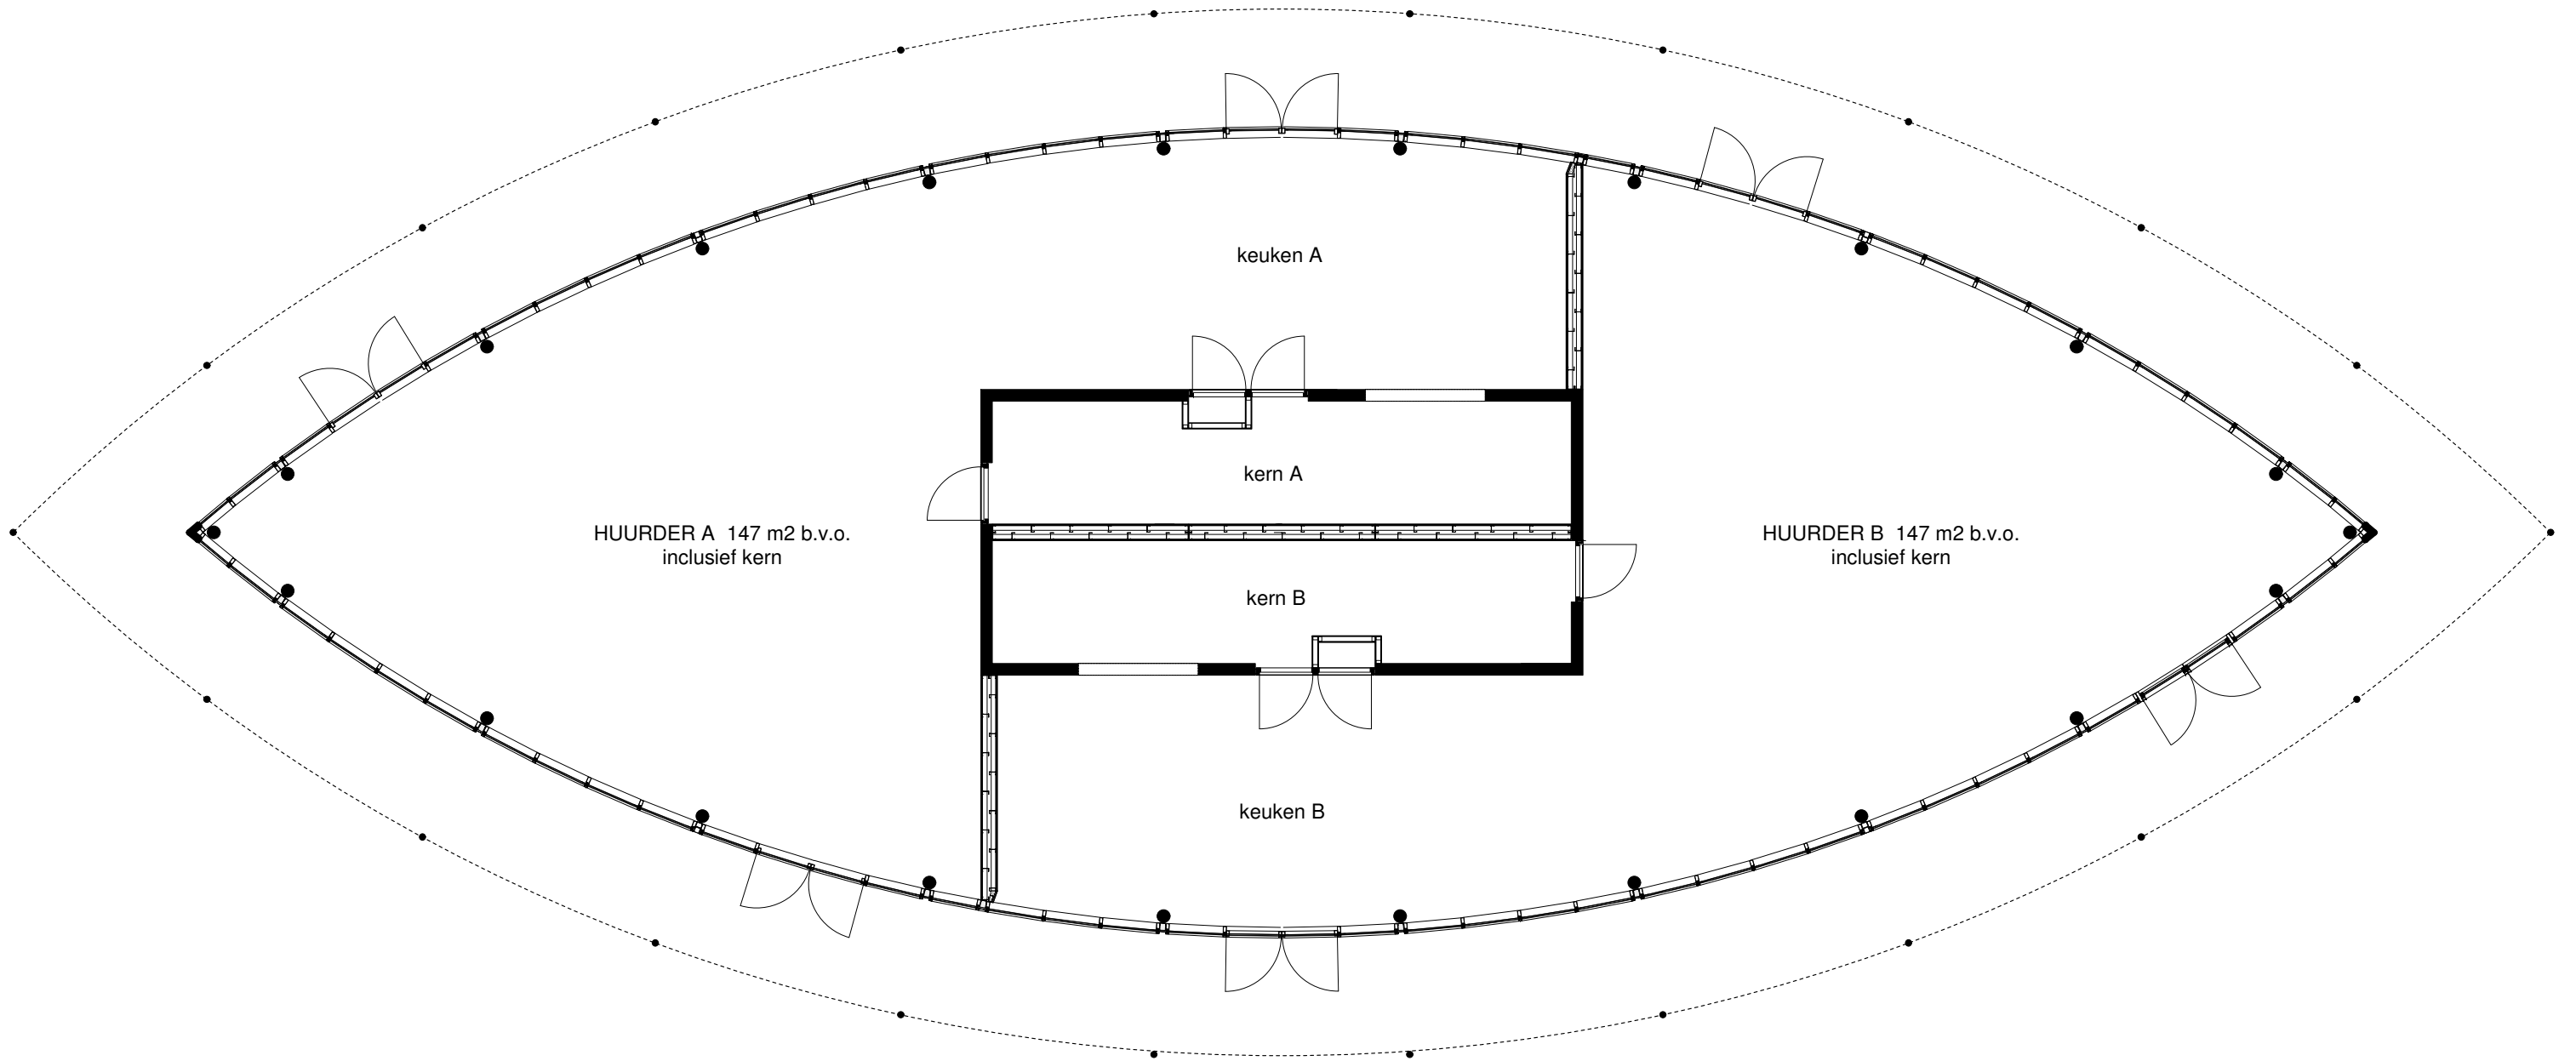 keuken A
kern A
HUURDER A 147 m2 b.v.o.
inclusief kern
HUURDER B 147 m2 b.v.o.
inclusief kern
kern B
keuken B